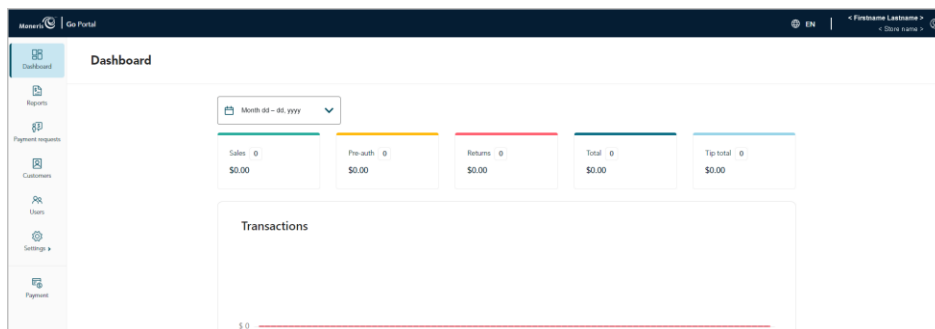 Moneris Go Portal
EN
< Firstname Lastname >
< Store name >
Dashboard
Reports
Payment requests
Customers
Users
Settings
Payment
Dashboard
Month dd – dd, yyyy
Sales 0
$0.00
Pre-auth 0
$0.00
Returns 0
$0.00
Total 0
$0.00
Tip total 0
$0.00
Transactions
$ 0